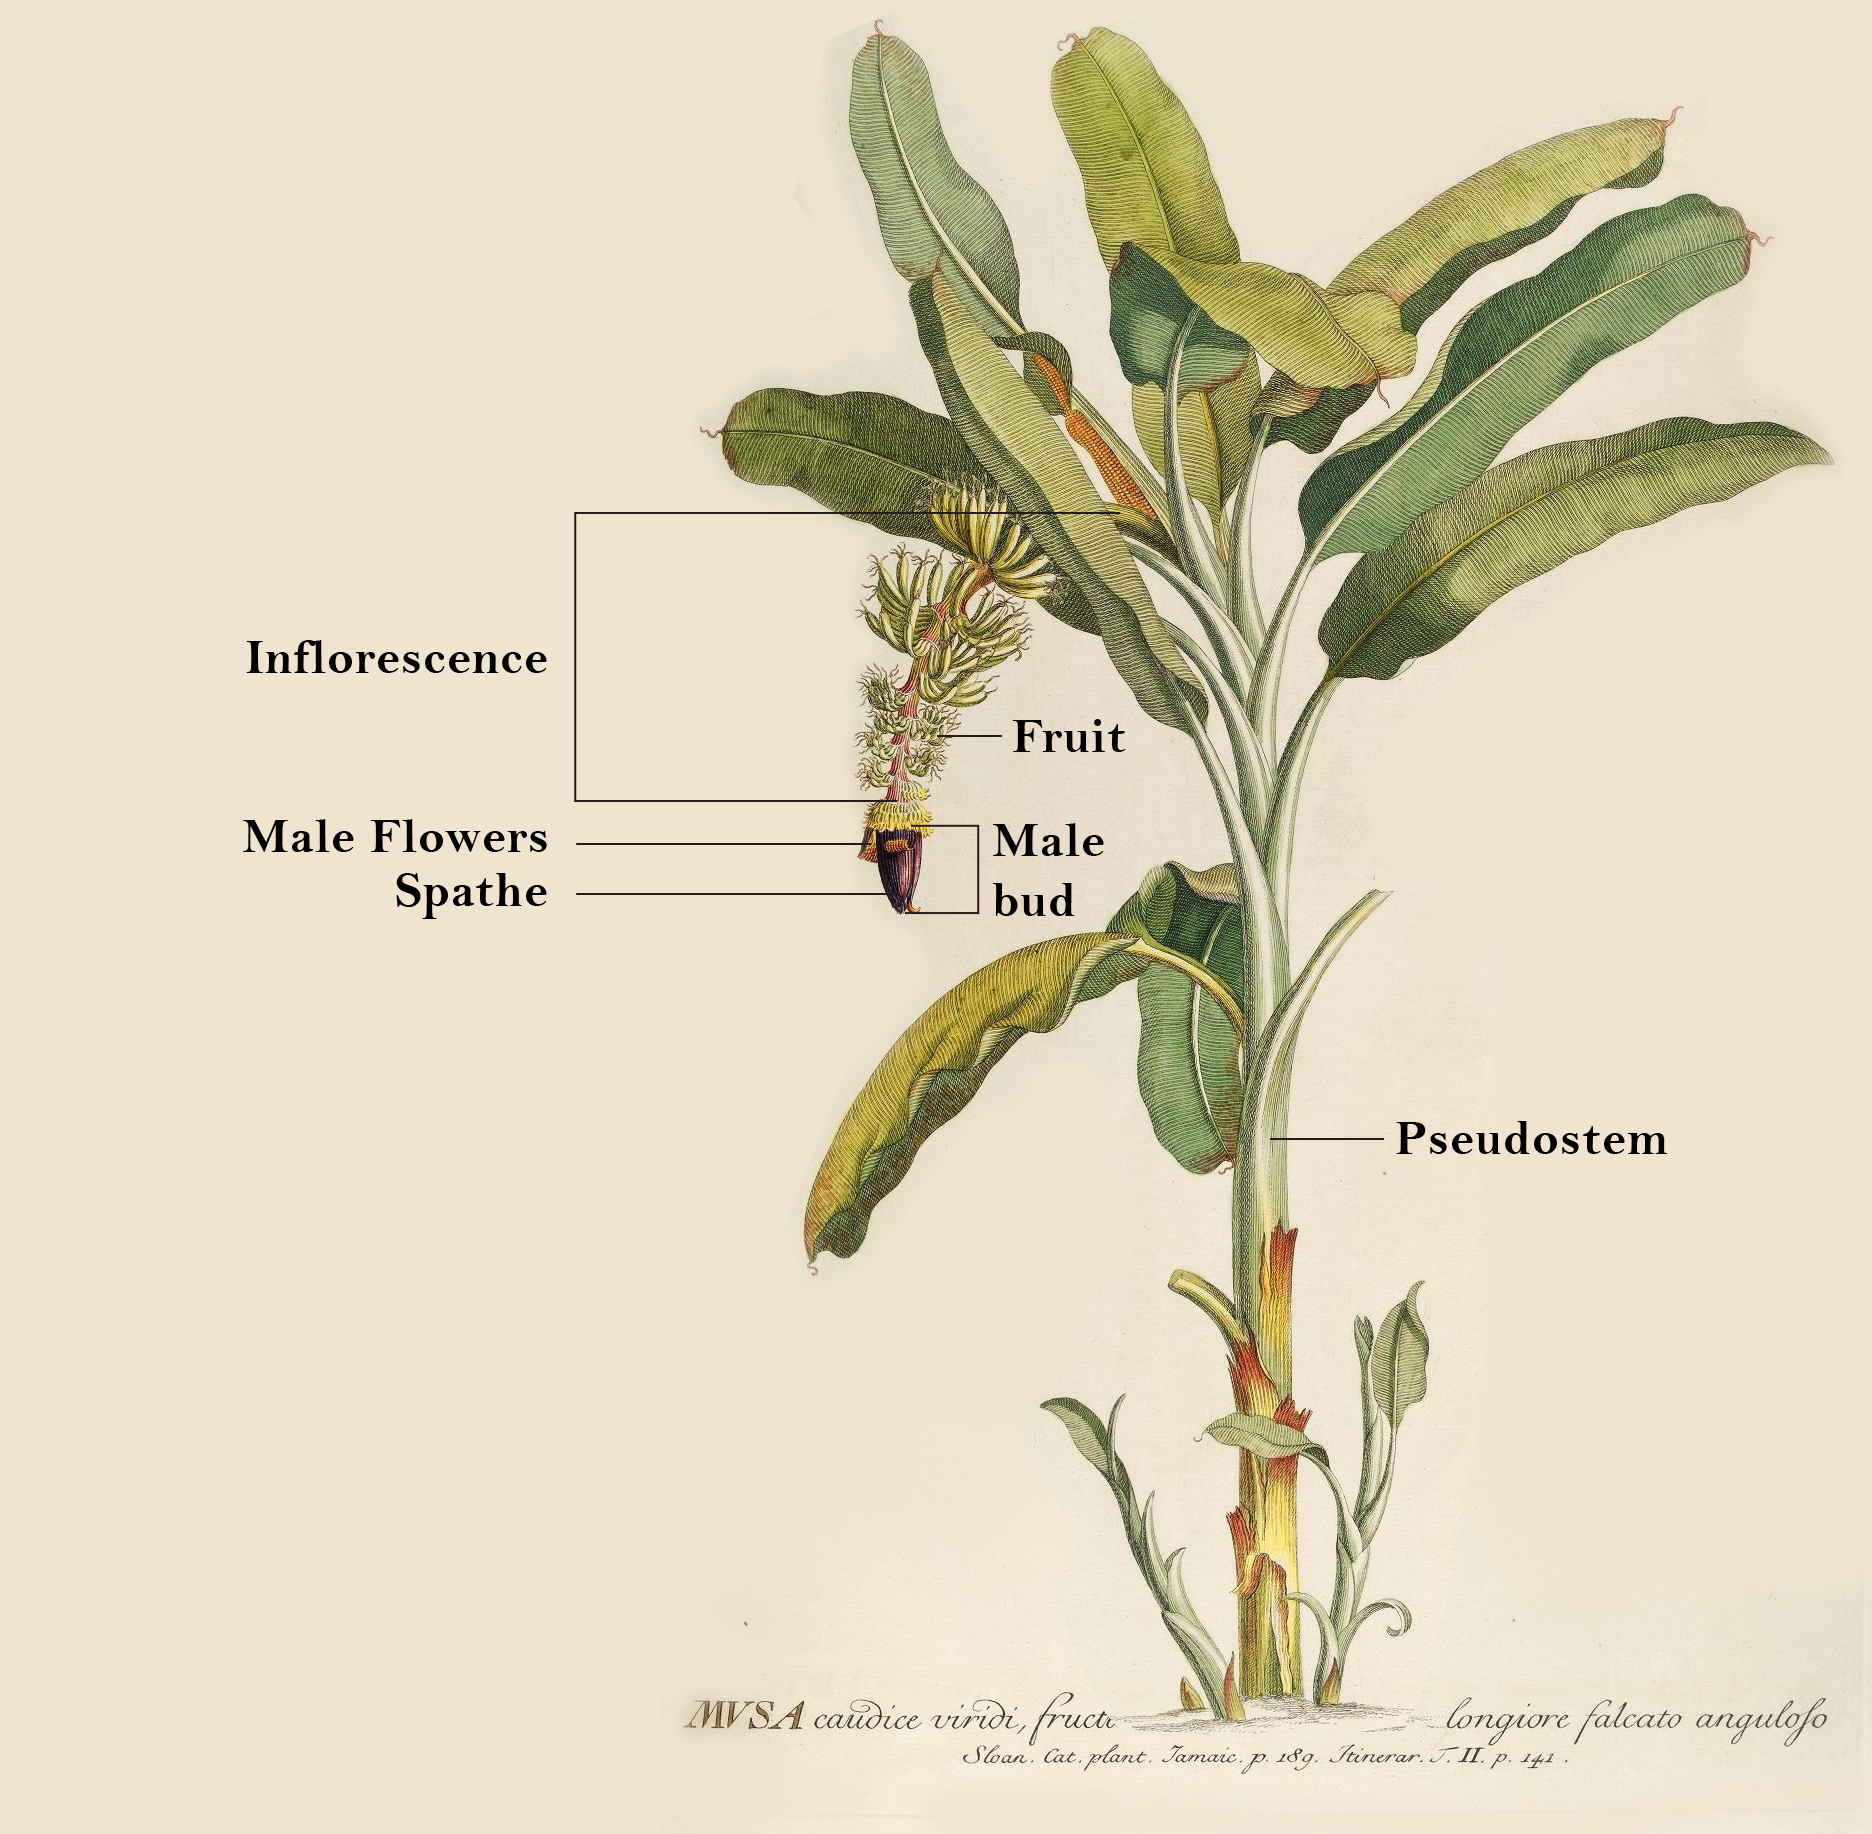 Inflorescence
Fruit
Male Flowers
Spathe
Male
bud
Pseudostem
MVSA caudice viridi, fructu longiore falcato anguloſo
Sloan. Cat. plant. Jamaic. p. 189. Itinerar. T. II. p. 141.